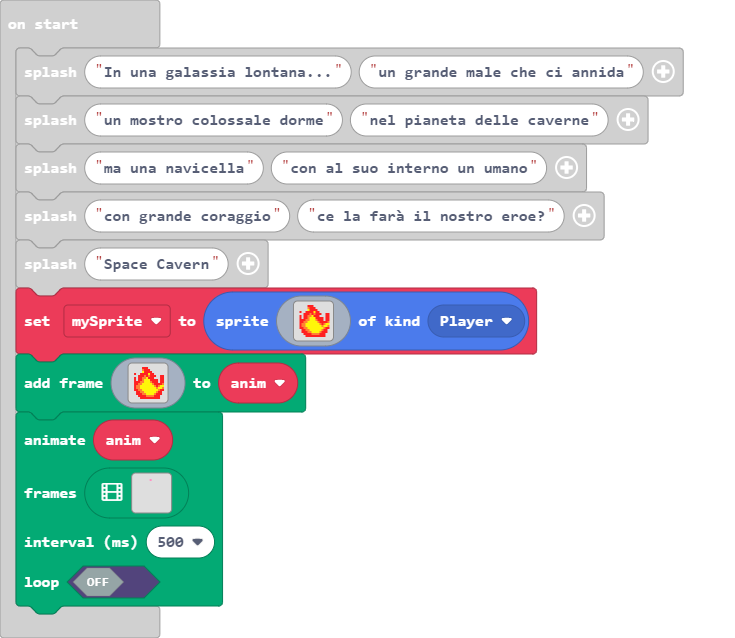 on start
splash "In una galassia lontana..." "un grande male che ci annida"
splash "un mostro colossale dorme" "nel pianeta delle caverne"
splash "ma una navicella" "con al suo interno un umano"
splash "con grande coraggio" "ce la farà il nostro eroe?"
splash "Space Cavern"
set mySprite to sprite of kind Player
add frame to anim
animate anim
frames
interval (ms) 500
loop OFF